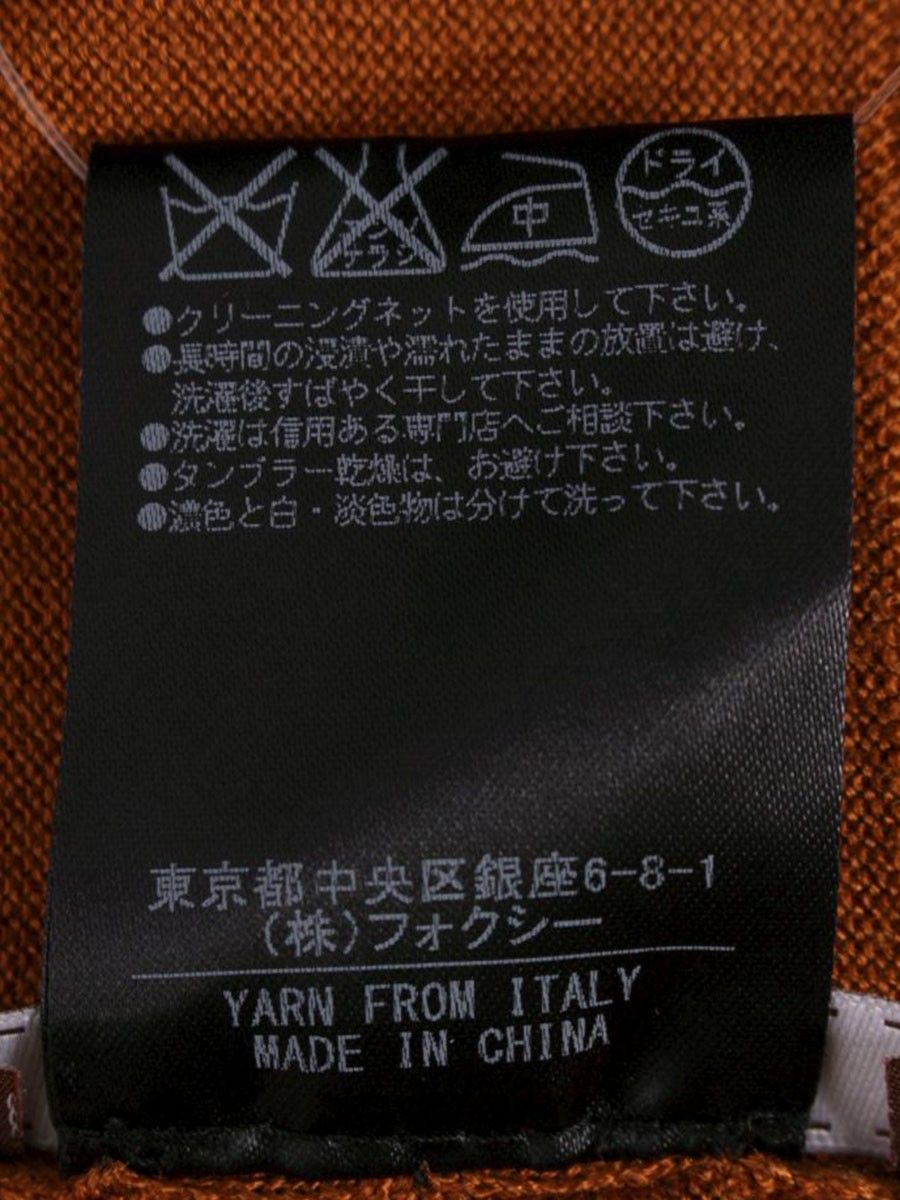 ドライ
セキユ系
エンソ
サラシ
中
●クリーニングネットを使用して下さい。
●長時間の浸漬や濡れたままの放置は避け、
洗濯後すばやく干して下さい。
●洗濯は信用ある専門店へご相談下さい。
●タンブラー乾燥は、お避け下さい。
●濃色と白・淡色物は分けて洗って下さい。
東京都中央区銀座6-8-1
(株)フォクシー
YARN FROM ITALY
MADE IN CHINA